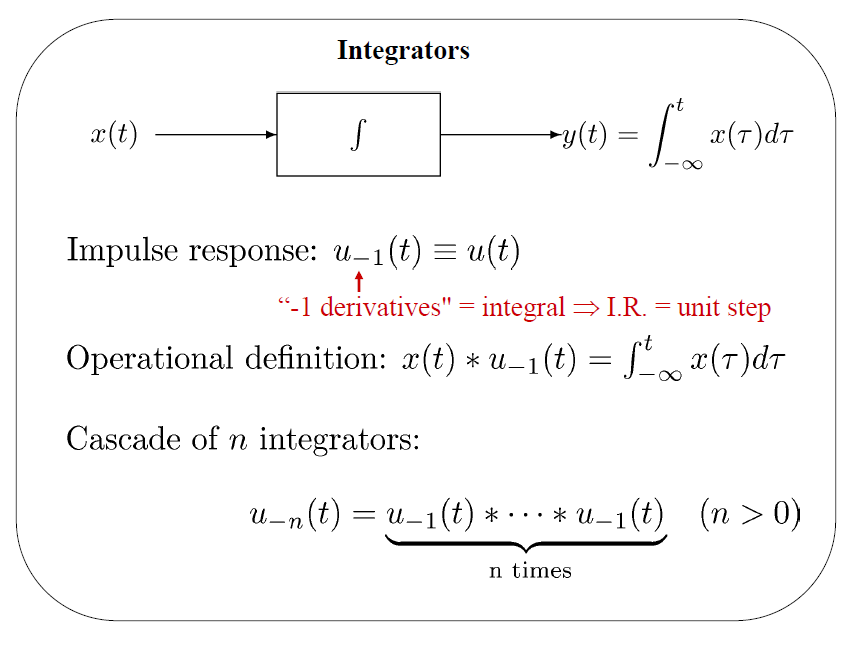 Integrators
x(t) ∫ y(t) = ∫_{-∞}^{t} x(τ)dτ
Impulse response: u_{-1}(t) ≡ u(t)
“-1 derivatives" = integral ⇒ I.R. = unit step
Operational definition: x(t) ∗ u_{-1}(t) = ∫_{-∞}^{t} x(τ)dτ
Cascade of n integrators:
u_{-n}(t) = u_{-1}(t) ∗ ⋯ ∗ u_{-1}(t) (n > 0)
n times